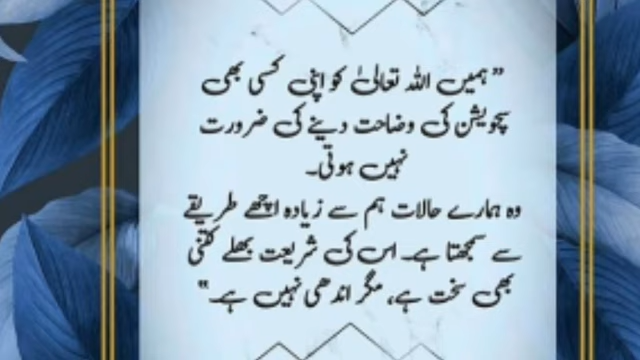 ”ہمیں اللہ تعالیٰ کو اپنی کسی بھی
سچویشن کی وضاحت دینے کی ضرورت
نہیں ہوتی۔
وہ ہمارے حالات ہم سے زیادہ اچھے طریقے
سے سمجھتا ہے۔ اس کی شریعت بھلے کتنی
بھی سخت ہے، مگر اندھی نہیں ہے۔“